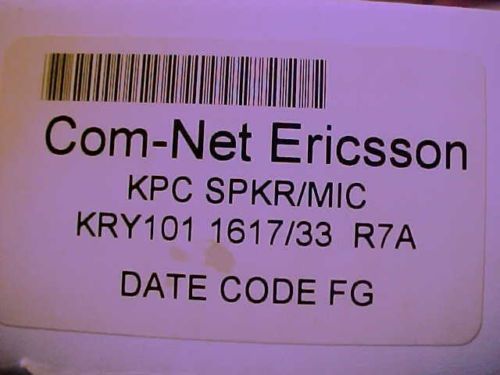 Com-Net Ericsson
KPC SPKR/MIC
KRY101 1617/33 R7A
DATE CODE FG